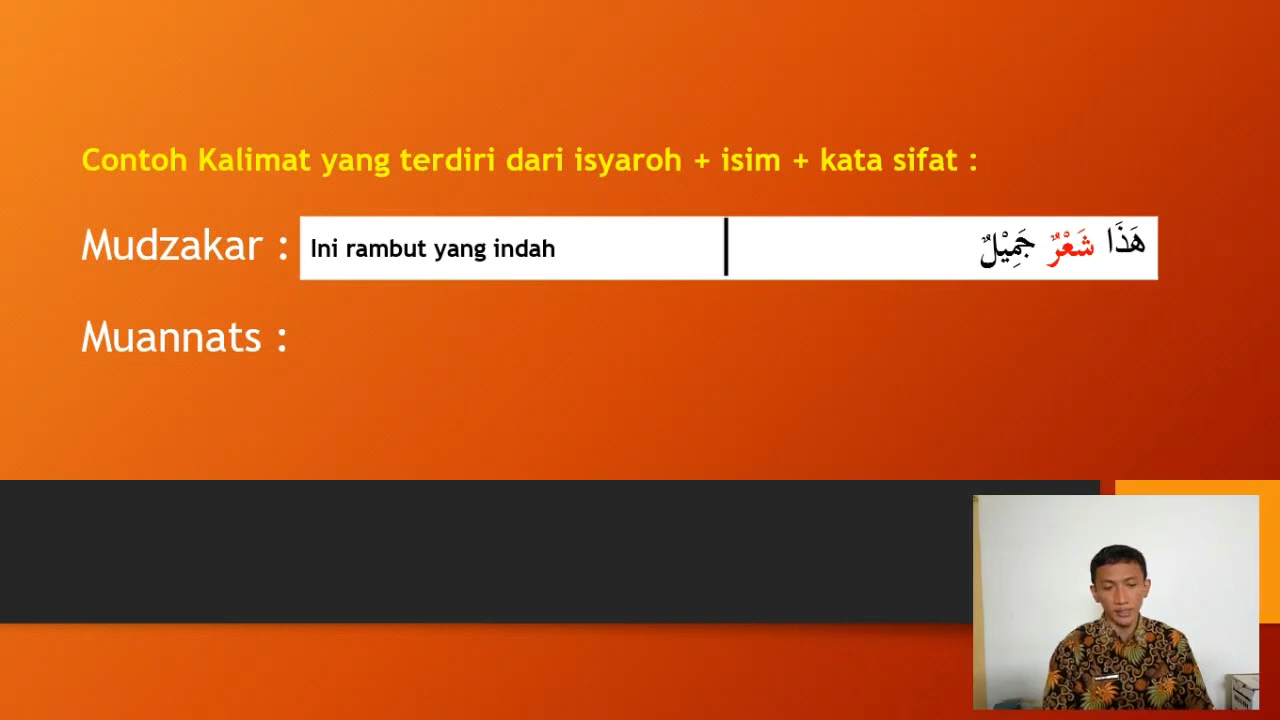 Contoh Kalimat yang terdiri dari isyaroh + isim + kata sifat :
Mudzakar :
Ini rambut yang indah
هَذَا شَعْرٌ جَمِيْلٌ
Muannats :